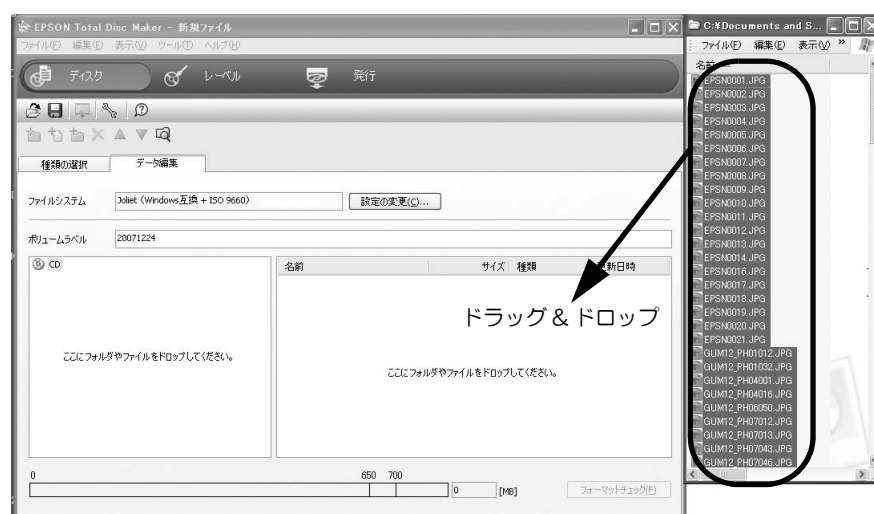 EPSON Total Disc Maker - 新規ファイル
ファイル(F) 編集(E) 表示(V) ツール(T) ヘルプ(H)
ディスク レーベル 発行
種類の選択 データ編集
ファイルシステム Joliet (Windows互換 + ISO 9660) 設定の変更(C)...
ボリュームラベル 20071224
CD
名前 サイズ 種類 更新日時
ドラッグ & ドロップ
ここにフォルダやファイルをドロップしてください。
ここにフォルダやファイルをドロップしてください。
0 650 700
0 [MB] フォーマットチェック(F)
C:¥Documents and S...
ファイル(F) 編集(E) 表示(V) »
名前
EPSN0001.JPG
EPSN0002.JPG
EPSN0003.JPG
EPSN0004.JPG
EPSN0005.JPG
EPSN0006.JPG
EPSN0007.JPG
EPSN0008.JPG
EPSN0009.JPG
EPSN0010.JPG
EPSN0011.JPG
EPSN0012.JPG
EPSN0013.JPG
EPSN0014.JPG
EPSN0016.JPG
EPSN0017.JPG
EPSN0018.JPG
EPSN0019.JPG
EPSN0020.JPG
EPSN0021.JPG
GUM12_PH01012.JPG
GUM12_PH01032.JPG
GUM12_PH04001.JPG
GUM12_PH04016.JPG
GUM12_PH06050.JPG
GUM12_PH07012.JPG
GUM12_PH07013.JPG
GUM12_PH07043.JPG
GUM12_PH07046.JPG